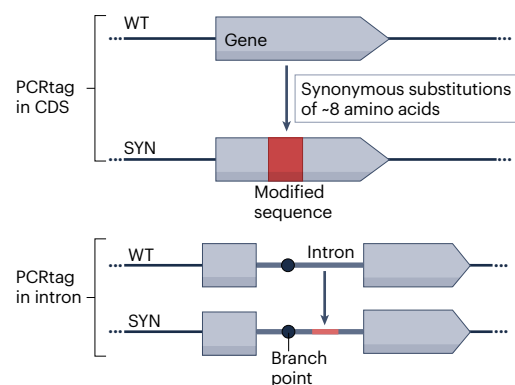 WT
Gene
PCRtag
in CDS
Synonymous substitutions
of ~8 amino acids
SYN
Modified
sequence
WT
Intron
PCRtag
in intron
SYN
Branch
point